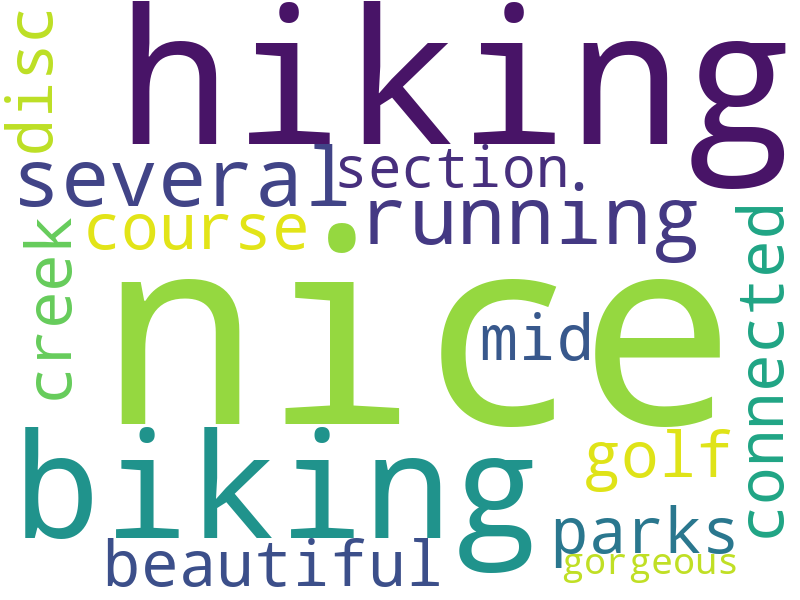 hiking
disc
several
section
running
course
creek
nice
mid
connected
biking
golf
parks
beautiful
gorgeous